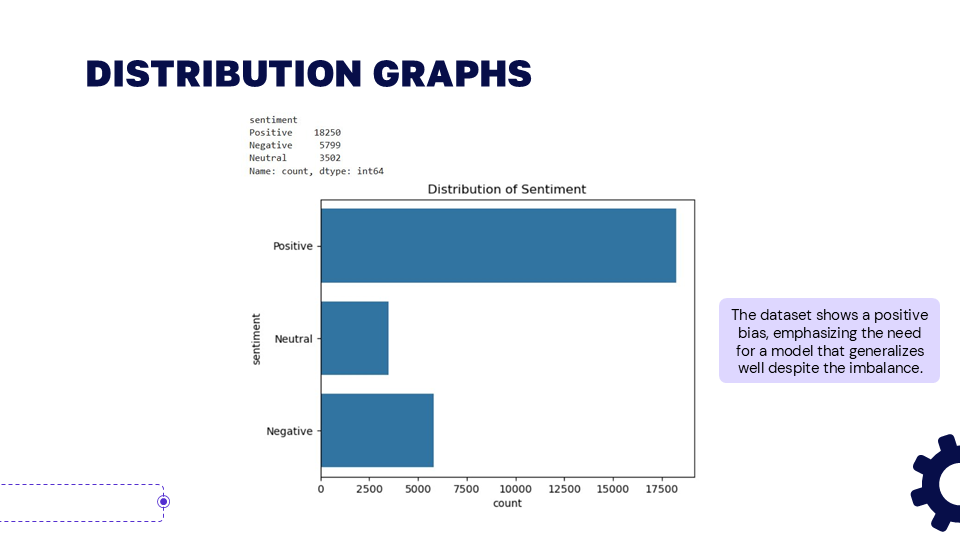 DISTRIBUTION GRAPHS
sentiment
Positive 18250
Negative 5799
Neutral 3502
Name: count, dtype: int64
Distribution of Sentiment
Positive
Neutral
Negative
sentiment
0 2500 5000 7500 10000 12500 15000 17500
count
The dataset shows a positive
bias, emphasizing the need
for a model that generalizes
well despite the imbalance.